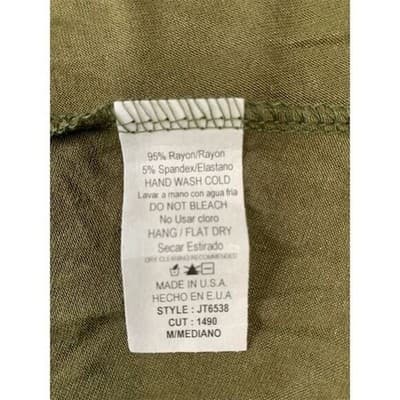 95% Rayon/Rayon
5% Spandex/Elastano
HAND WASH COLD
Lavar a mano con agua fria
DO NOT BLEACH
No Usar cloro
HANG / FLAT DRY
Secar Estirado
DRY CLEANING RECOMMENDED
MADE IN U.S.A.
HECHO EN E.U.A
STYLE : JT6538
CUT : 1490
M/MEDIANO